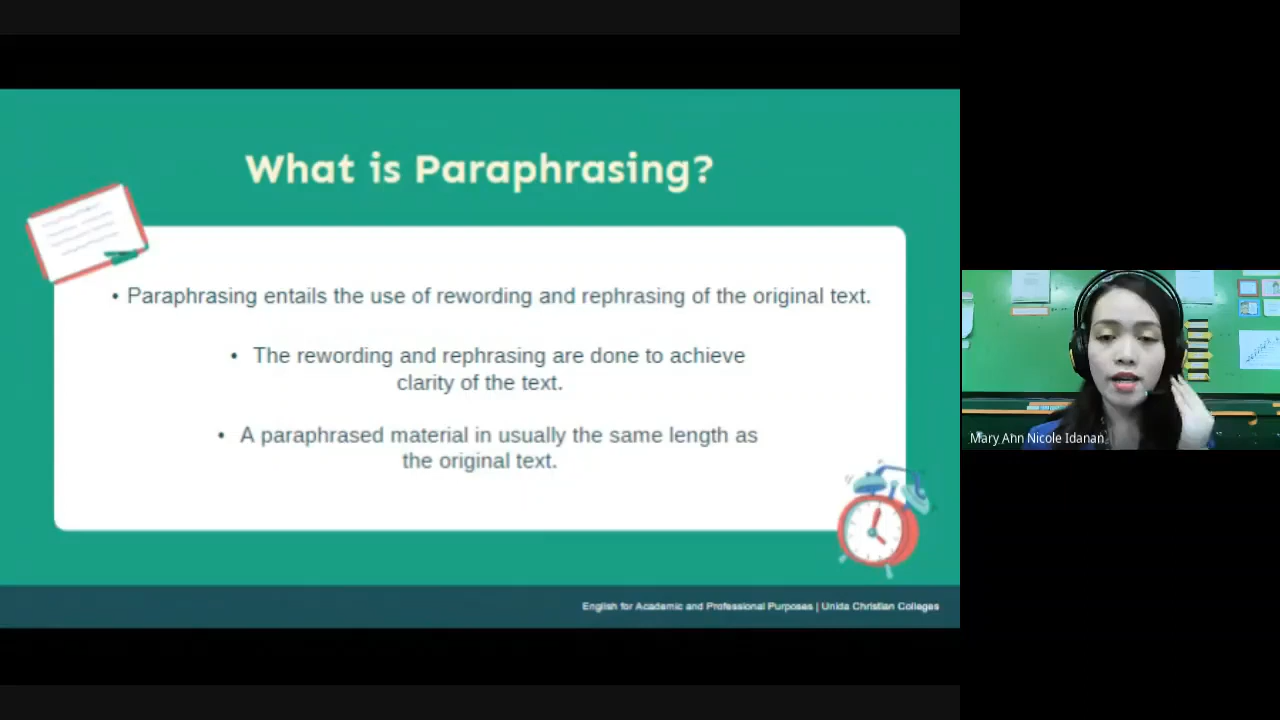 What is Paraphrasing?
• Paraphrasing entails the use of rewording and rephrasing of the original text.
• The rewording and rephrasing are done to achieve
clarity of the text.
• A paraphrased material in usually the same length as
the original text.
English for Academic and Professional Purposes | Unida Christian Colleges
Mary Ahn Nicole Idanan